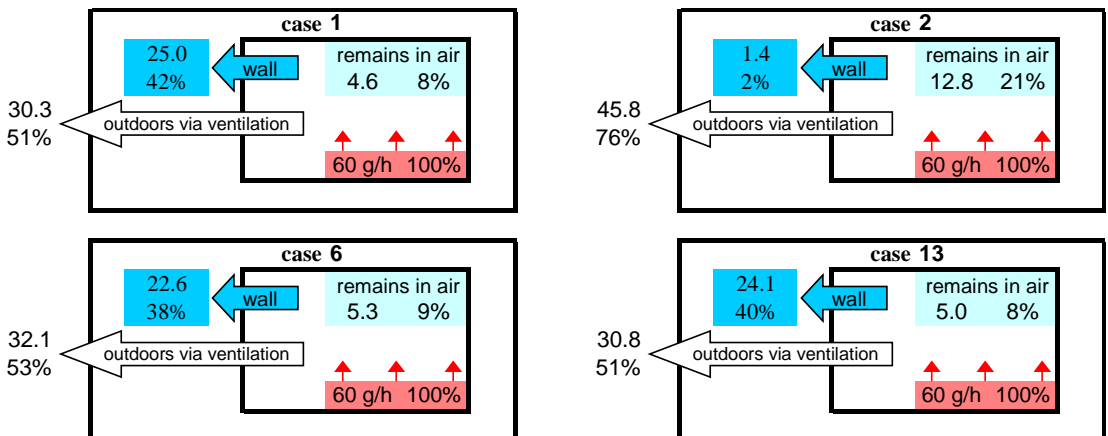 case 1
25.0
42%
wall
remains in air
4.6 8%
30.3
51%
outdoors via ventilation
60 g/h 100%
case 2
1.4
2%
wall
remains in air
12.8 21%
45.8
76%
outdoors via ventilation
60 g/h 100%
case 6
22.6
38%
wall
remains in air
5.3 9%
32.1
53%
outdoors via ventilation
60 g/h 100%
case 13
24.1
40%
wall
remains in air
5.0 8%
30.8
51%
outdoors via ventilation
60 g/h 100%